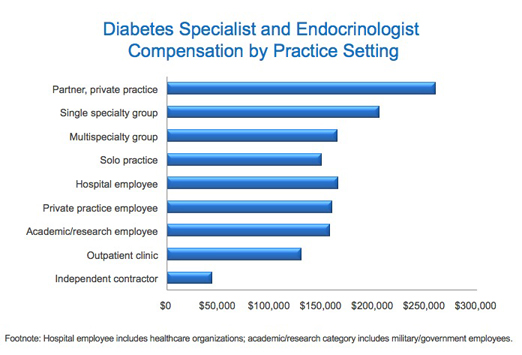 Diabetes Specialist and Endocrinologist
Compensation by Practice Setting
Partner, private practice
Single specialty group
Multispecialty group
Solo practice
Hospital employee
Private practice employee
Academic/research employee
Outpatient clinic
Independent contractor
$0 $50,000 $100,000 $150,000 $200,000 $250,000 $300,000
Footnote: Hospital employee includes healthcare organizations; academic/research category includes military/government employees.